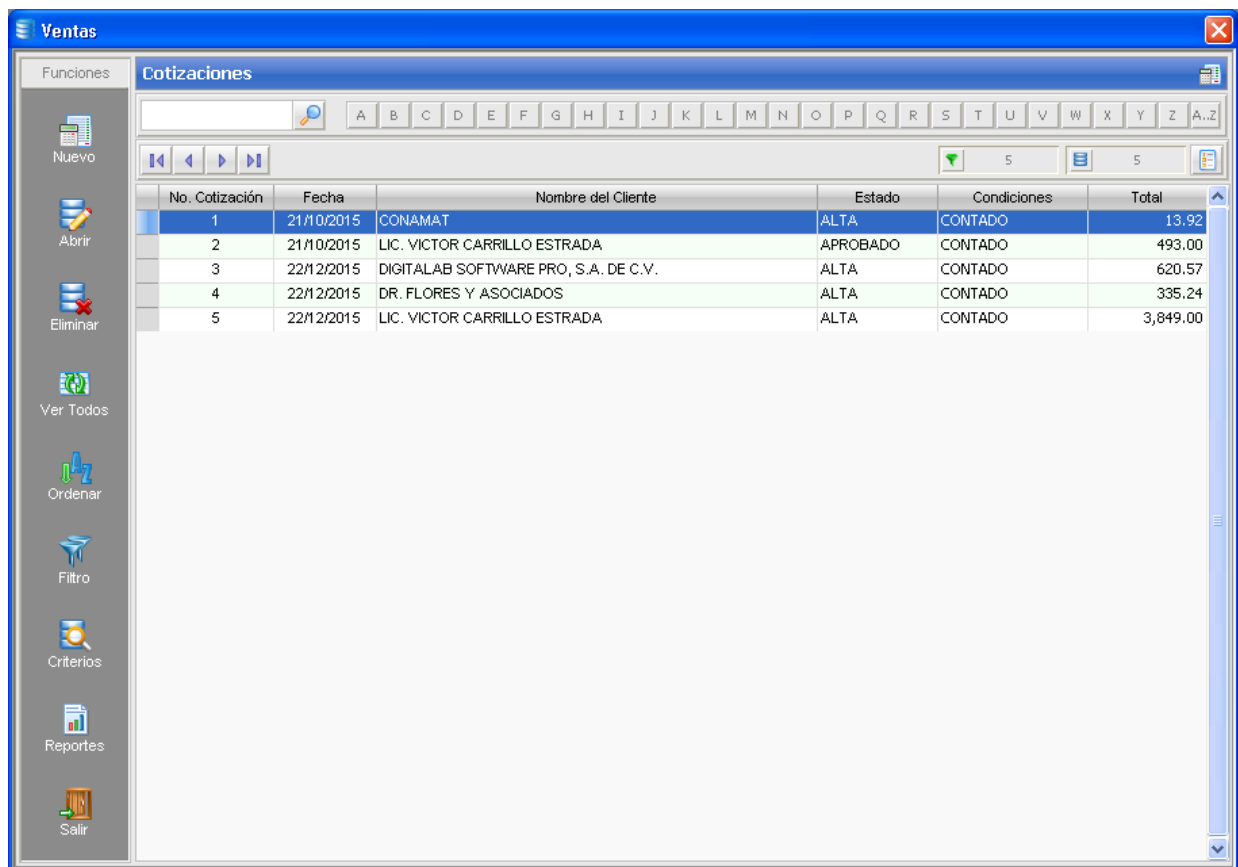 Ventas
Funciones
Cotizaciones
A B C D E F G H I J K L M N O P Q R S T U V W X Y Z A..Z
Nuevo
5 5
No. Cotización Fecha Nombre del Cliente Estado Condiciones Total
1 21/10/2015 CONAMAT ALTA CONTADO 13.92
2 21/10/2015 LIC. VICTOR CARRILLO ESTRADA APROBADO CONTADO 493.00
3 22/12/2015 DIGITALAB SOFTWARE PRO, S.A. DE C.V. ALTA CONTADO 620.57
4 22/12/2015 DR. FLORES Y ASOCIADOS ALTA CONTADO 335.24
5 22/12/2015 LIC. VICTOR CARRILLO ESTRADA ALTA CONTADO 3,849.00
Abrir
Eliminar
Ver Todos
Ordenar
Filtro
Criterios
Reportes
Salir